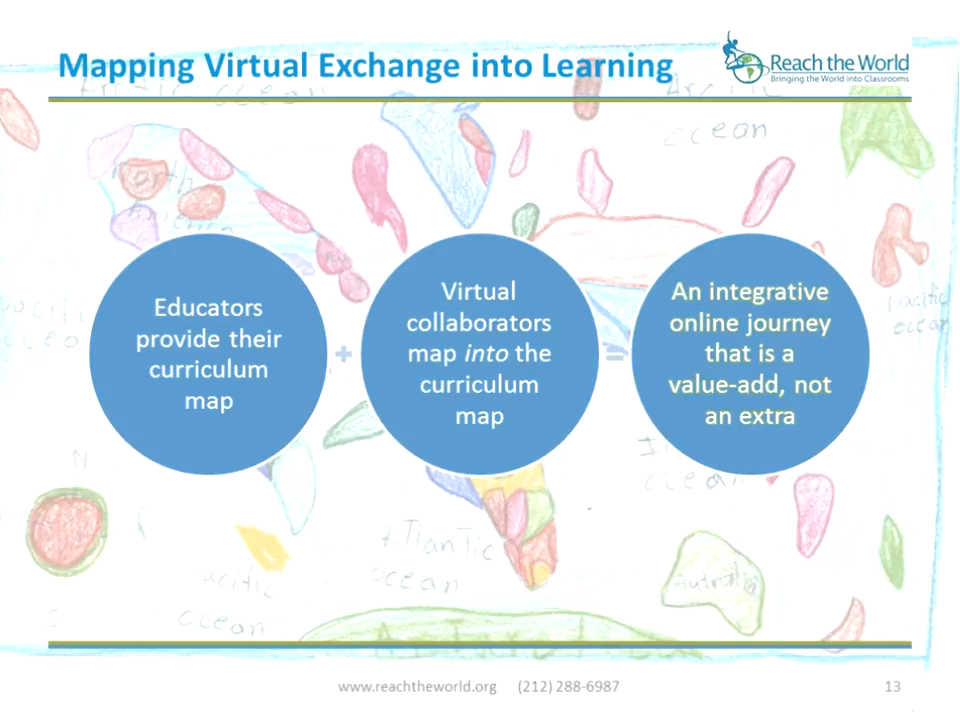 Mapping Virtual Exchange into Learning
Reach the World
Bringing the World into Classrooms
Arctic ocean
Arctic
ocean
North
Educators
provide their
curriculum
map
+
Virtual
collaborators
map into the
curriculum
map
=
An integrative
online journey
that is a
value-add, not
an extra
pacific
ocean
N
ocean
Atlantic
ocean
Australia
pacific
ocean
www.reachtheworld.org (212) 288-6987
13